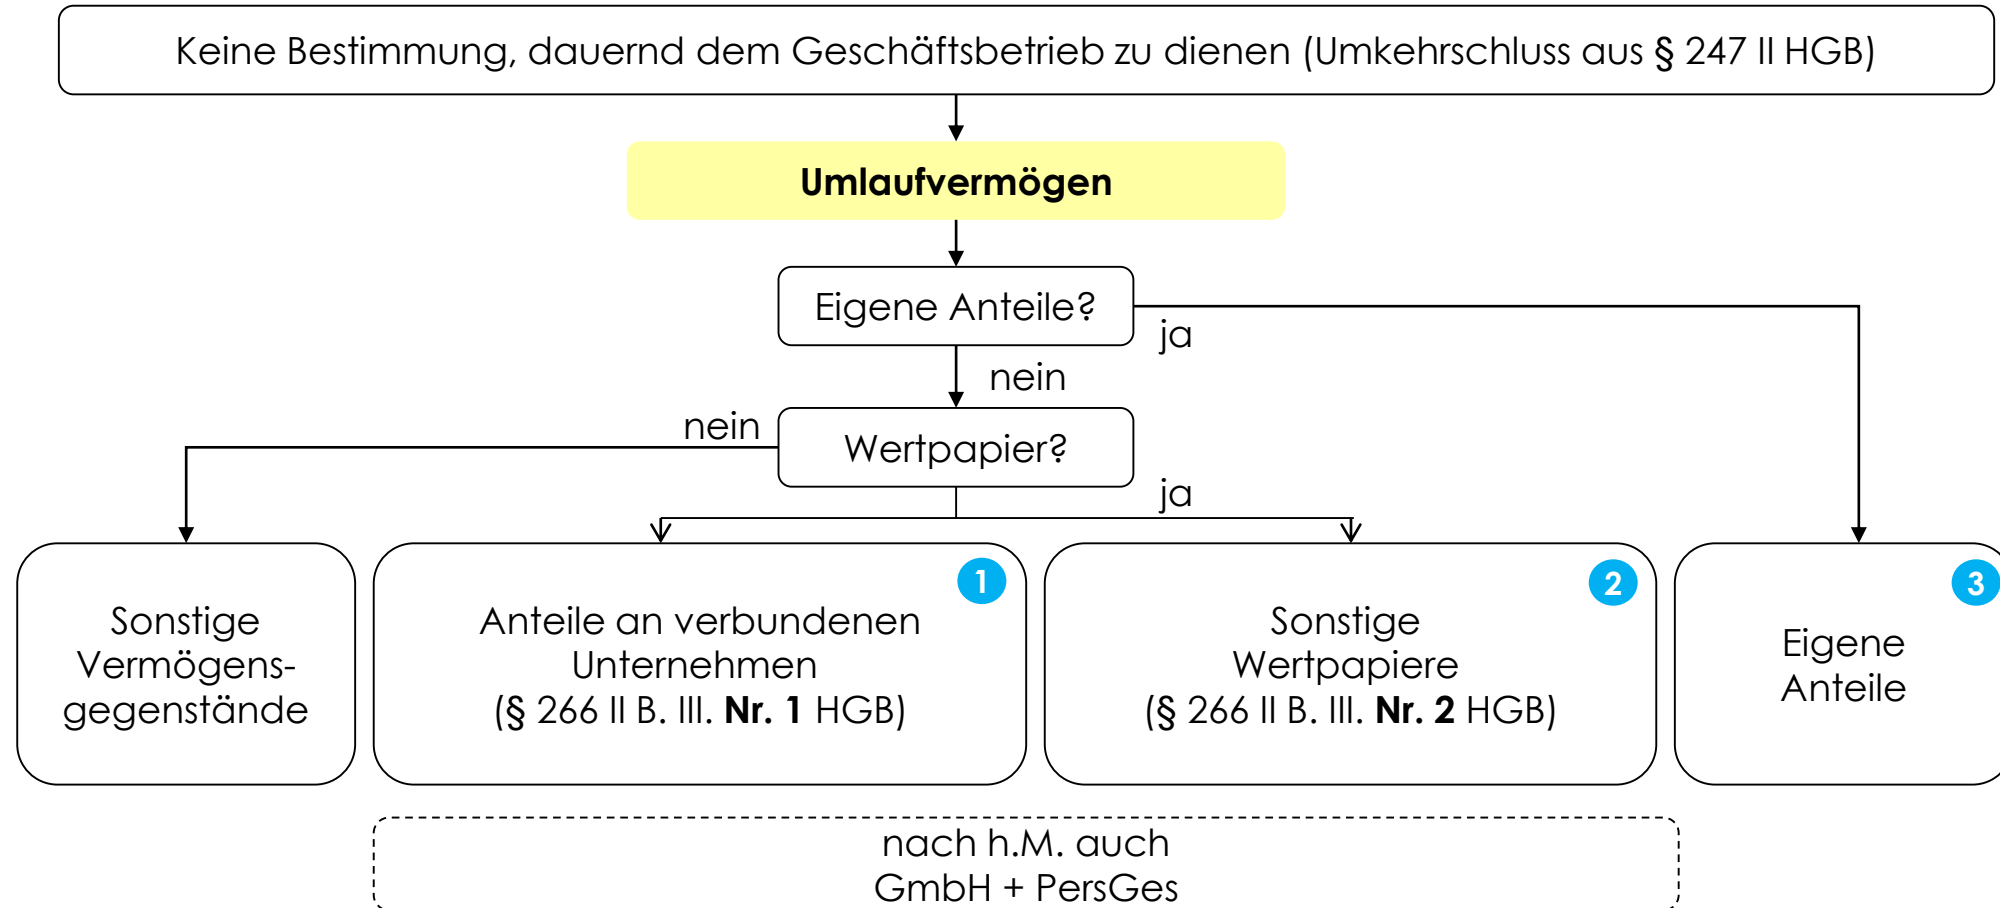 Keine Bestimmung, dauernd dem Geschäftsbetrieb zu dienen (Umkehrschluss aus § 247 II HGB)
Umlaufvermögen
Eigene Anteile?
ja
nein
nein
Wertpapier?
ja
Sonstige
Vermögens-
gegenstände
1
Anteile an verbundenen
Unternehmen
(§ 266 II B. III. Nr. 1 HGB)
2
Sonstige
Wertpapiere
(§ 266 II B. III. Nr. 2 HGB)
3
Eigene
Anteile
nach h.M. auch
GmbH + PersGes